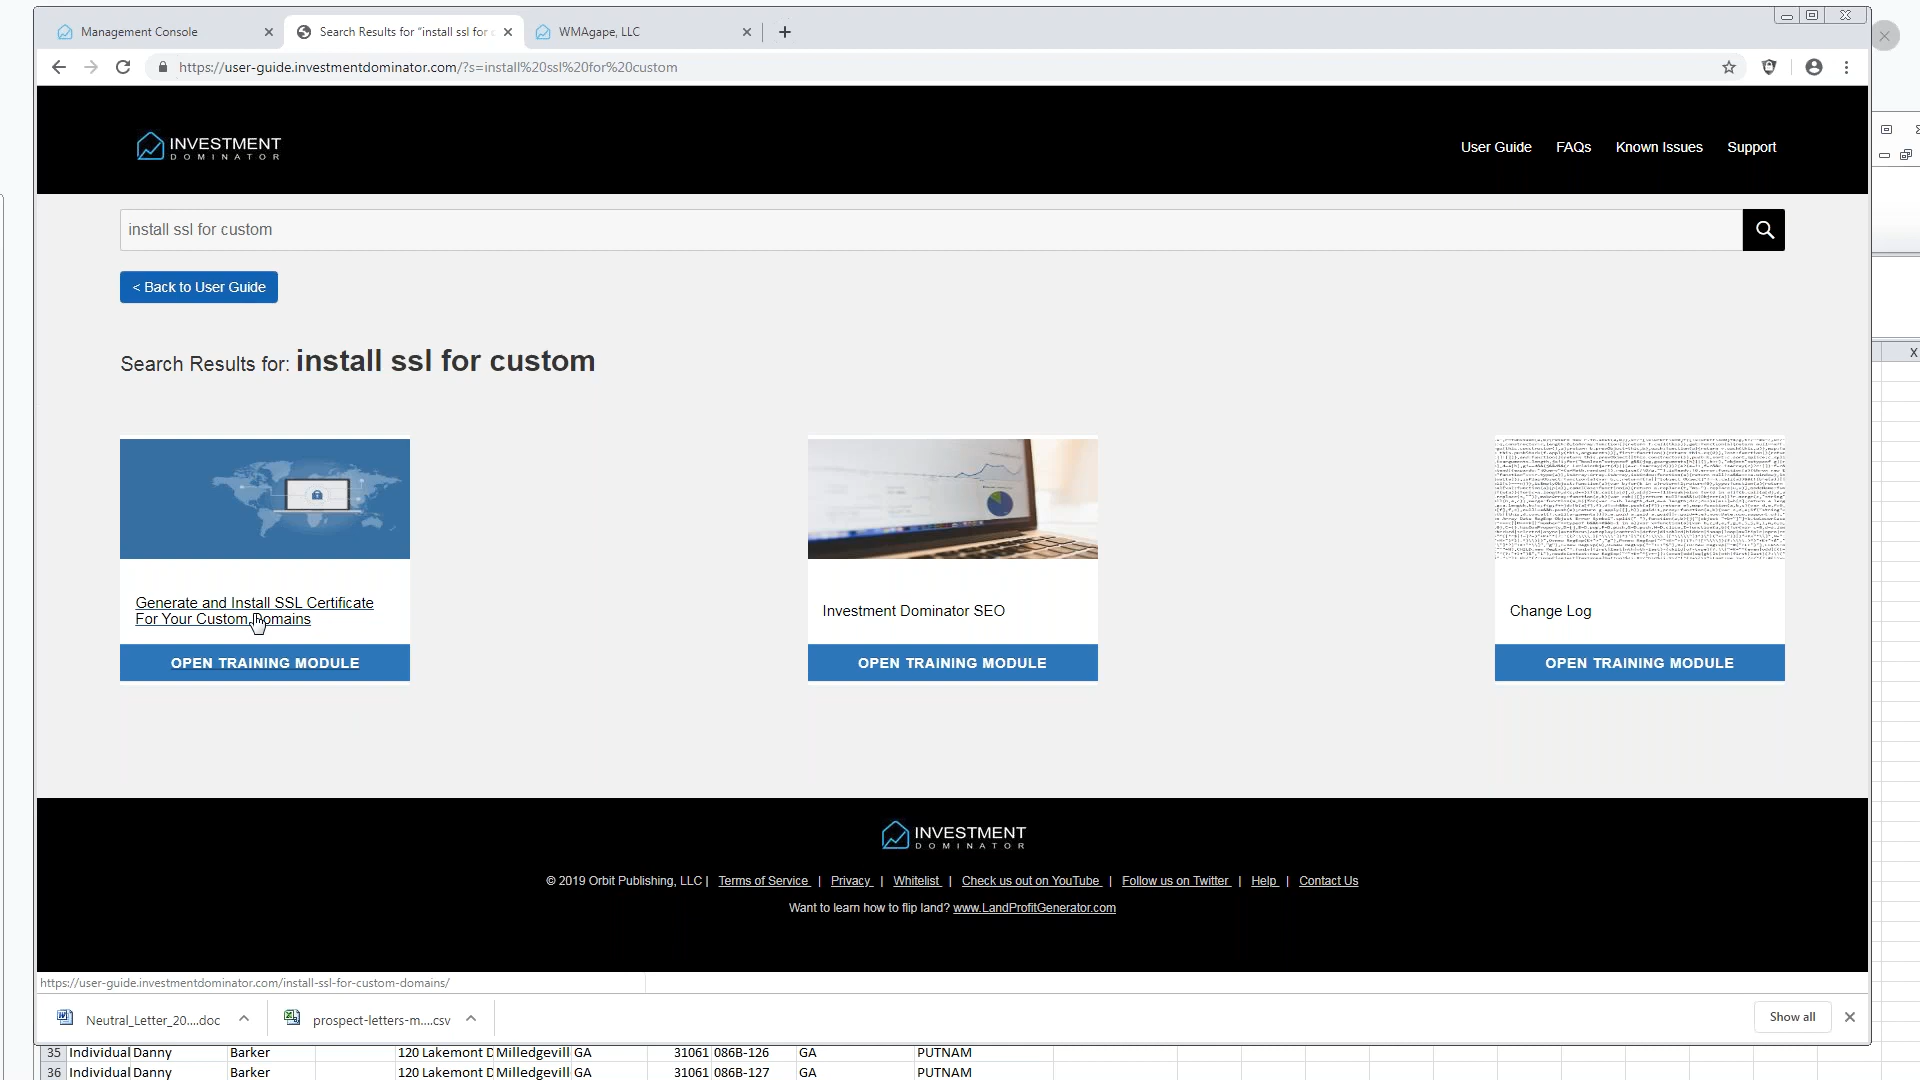 Management Console
Search Results for "install ssl for c
WMAgape, LLC
https://user-guide.investmentdominator.com/?s=install%20ssl%20for%20custom
INVESTMENT
DOMINATOR
User Guide
FAQs
Known Issues
Support
install ssl for custom
< Back to User Guide
Search Results for: install ssl for custom
Generate and Install SSL Certificate
For Your Custom Domains
OPEN TRAINING MODULE
Investment Dominator SEO
OPEN TRAINING MODULE
Change Log
OPEN TRAINING MODULE
X
INVESTMENT
DOMINATOR
© 2019 Orbit Publishing, LLC | Terms of Service | Privacy | Whitelist | Check us out on YouTube | Follow us on Twitter | Help | Contact Us
Want to learn how to flip land? www.LandProfitGenerator.com
https://user-guide.investmentdominator.com/install-ssl-for-custom-domains/
Neutral_Letter_20....doc
prospect-letters-m....csv
Show all
35 Individual Danny Barker 120 Lakemont D Milledgevill GA 31061 086B-126 GA PUTNAM
36 Individual Danny Barker 120 Lakemont D Milledgevill GA 31061 086B-127 GA PUTNAM